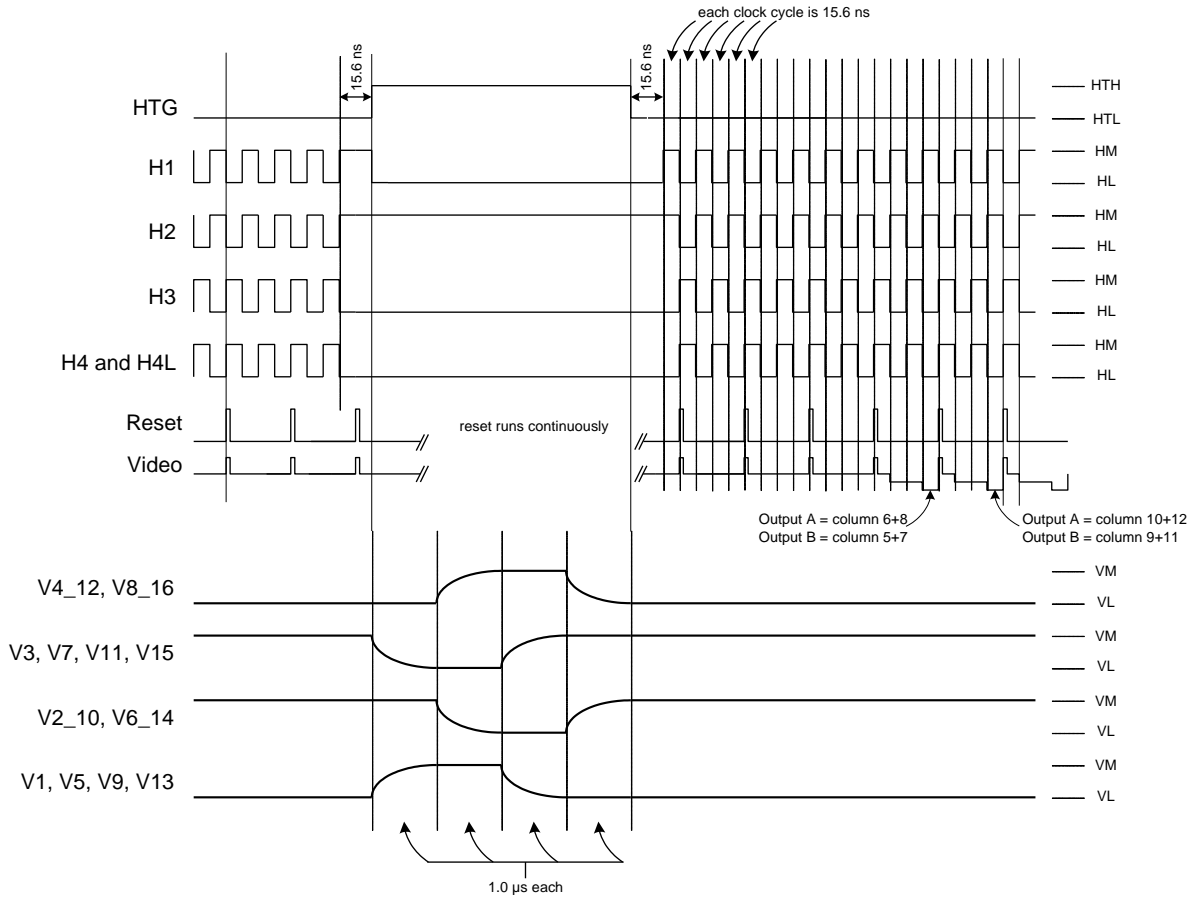 each clock cycle is 15.6 ns
15.6 ns
15.6 ns
HTG
HTH
HTL
H1
HM
HL
H2
HM
HL
H3
HM
HL
H4 and H4L
HM
HL
Reset
reset runs continuously
Video
Output A = column 6+8
Output B = column 5+7
Output A = column 10+12
Output B = column 9+11
V4_12, V8_16
VM
VL
V3, V7, V11, V15
VM
VL
V2_10, V6_14
VM
VL
V1, V5, V9, V13
VM
VL
1.0 µs each